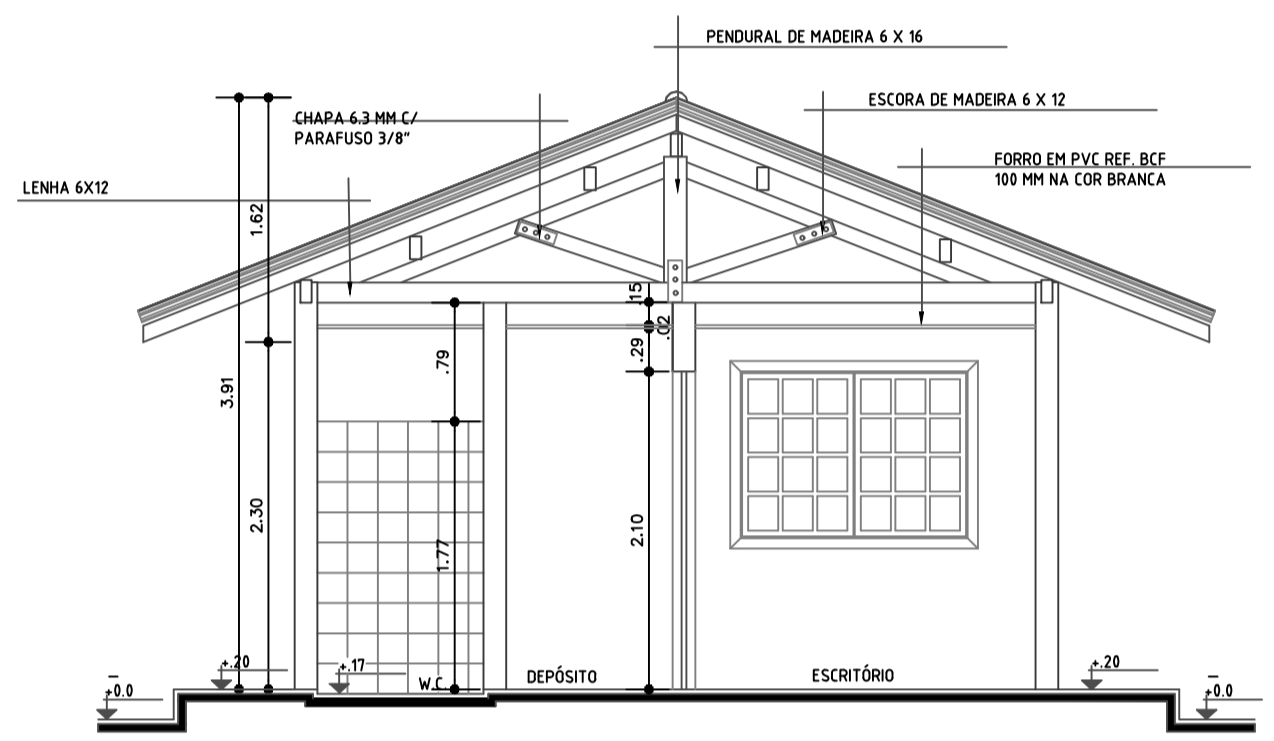 PENDURAL DE MADEIRA 6 X 16
ESCORA DE MADEIRA 6 X 12
CHAPA 6.3 MM C/
PARAFUSO 3/8"
FORRO EM PVC REF. BCF
100 MM NA COR BRANCA
LENHA 6X12
1.62
.15
.02
.29
.79
3.91
2.30
1.77
2.10
+.20
+.17
W.C.
DEPÓSITO
ESCRITÓRIO
+.20
+0.0
+0.0